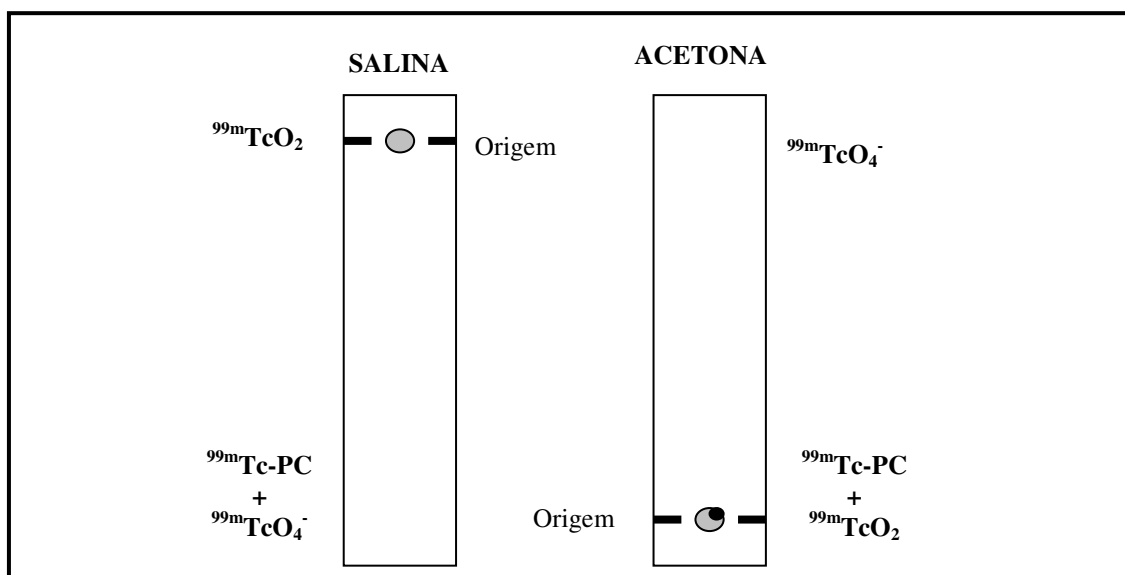 SALINA
ACETONA
⁹⁹ᵐTcO₂
Origem
⁹⁹ᵐTcO₄⁻
⁹⁹ᵐTc-PC
+
⁹⁹ᵐTcO₄⁻
Origem
⁹⁹ᵐTc-PC
+
⁹⁹ᵐTcO₂